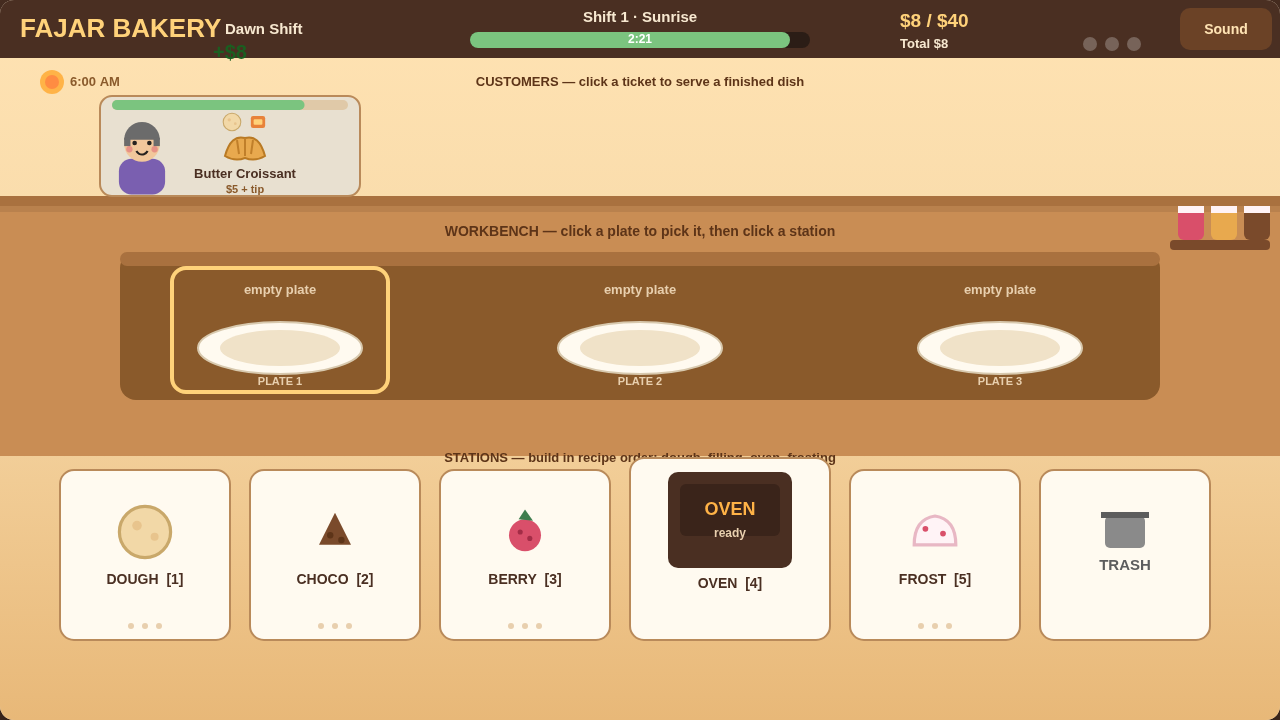 FAJAR BAKERY Dawn Shift
+$8
Shift 1 · Sunrise
2:21
$8 / $40
Total $8
Sound
6:00 AM
CUSTOMERS — click a ticket to serve a finished dish
Butter Croissant
$5 + tip
WORKBENCH — click a plate to pick it, then click a station
empty plate
empty plate
empty plate
PLATE 1
PLATE 2
PLATE 3
STATIONS — build in recipe order: dough, filling, oven, frosting
OVEN
ready
DOUGH [1]
CHOCO [2]
BERRY [3]
OVEN [4]
FROST [5]
TRASH